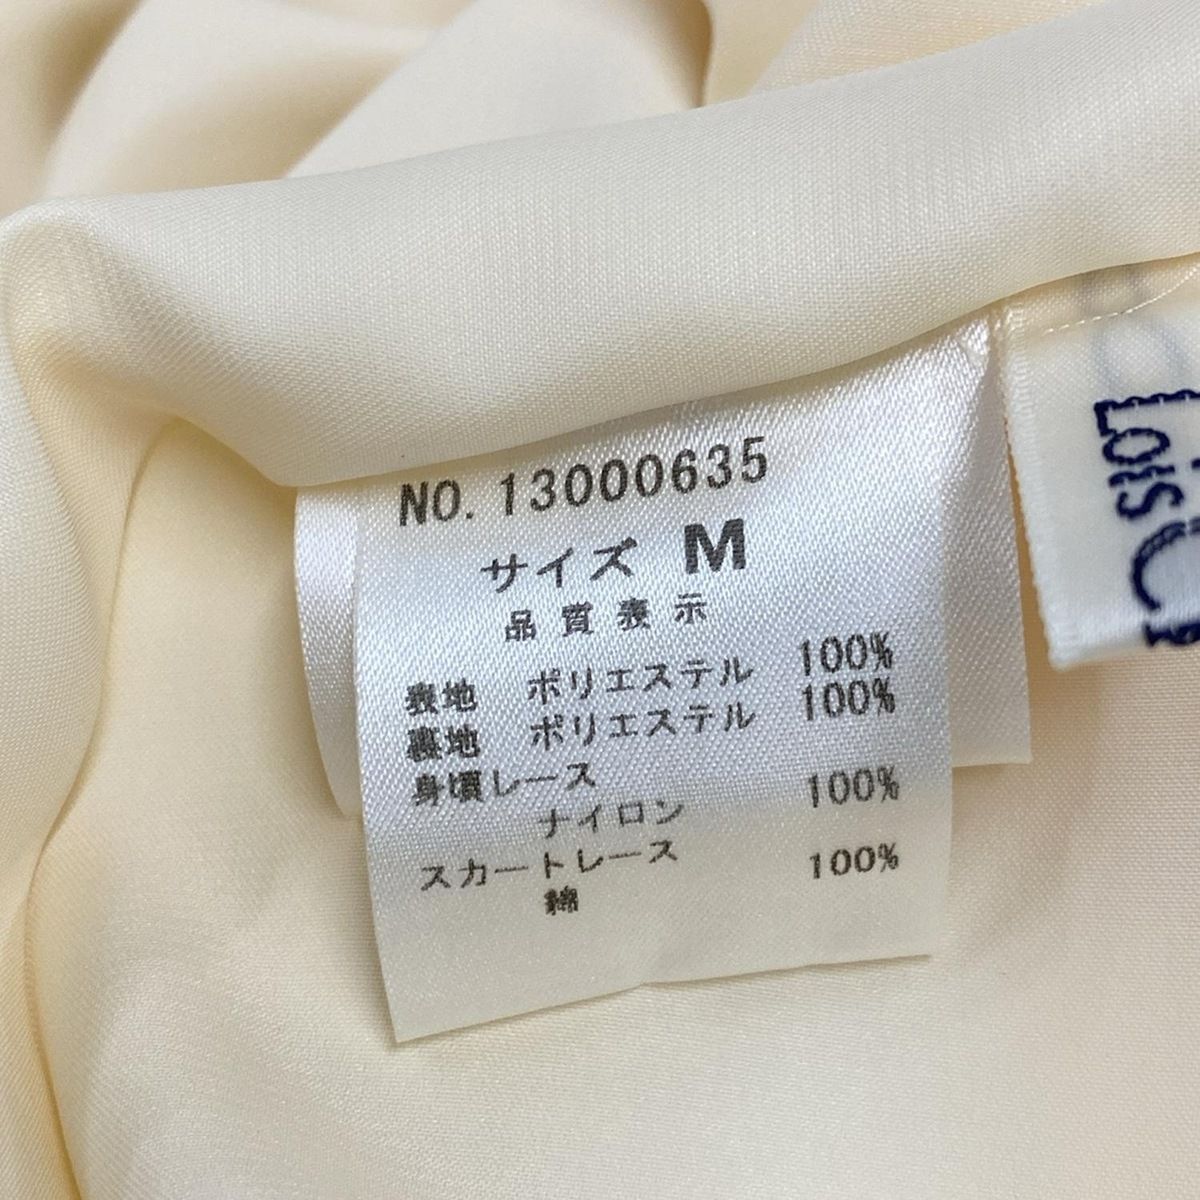 NO. 13000635
サイズ M
品質表示
表地 ポリエステル 100%
裏地 ポリエステル 100%
身頃レース
ナイロン 100%
スカートレース
綿 100%
LOIS